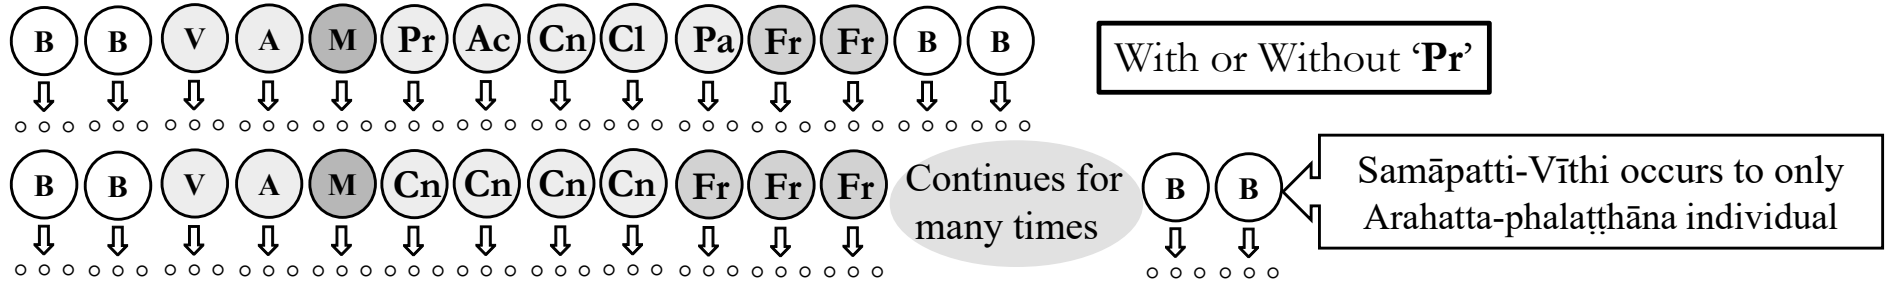 B B V A M Pr Ac Cn Cl Pa Fr Fr B B
With or Without ‘Pr’
B B V A M Cn Cn Cn Cn Fr Fr Fr
Continues for
many times
B B
Samāpatti-Vīthi occurs to only
Arahatta-phalaṭṭhāna individual